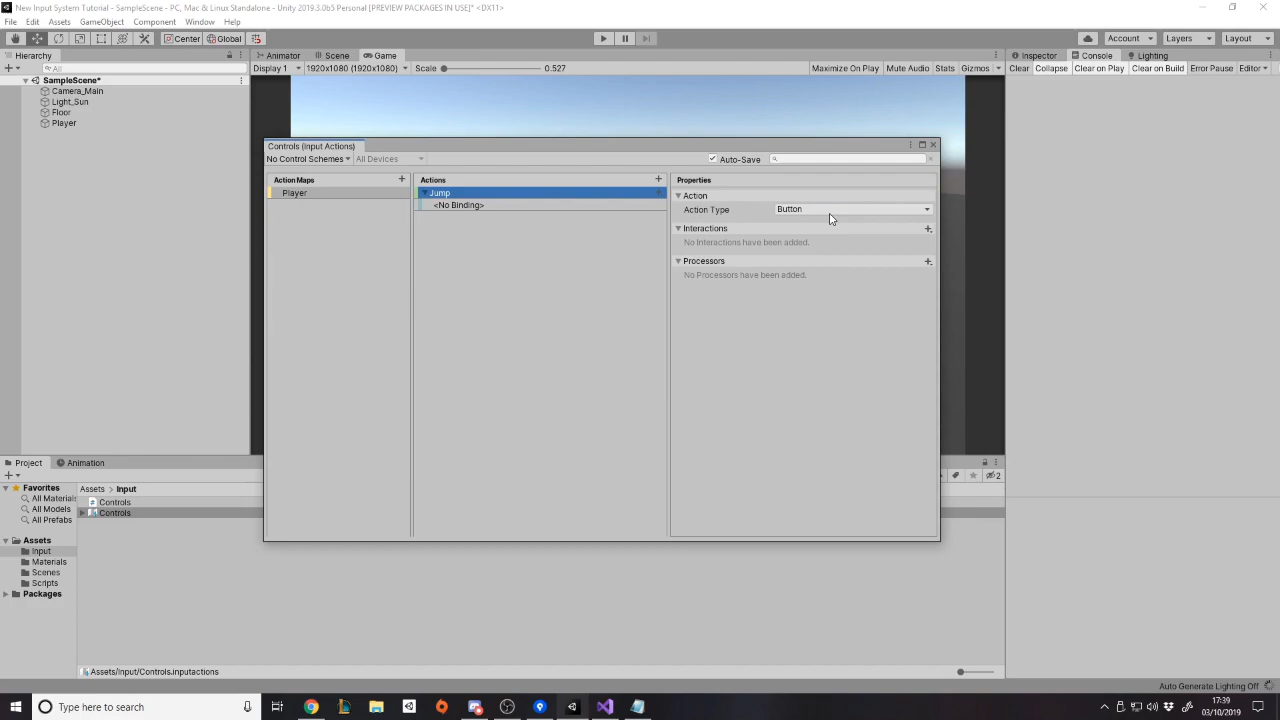 New Input System Tutorial - SampleScene - PC, Mac & Linux Standalone - Unity 2019.3.0b5 Personal [PREVIEW PACKAGES IN USE]* <DX11>
File Edit Assets GameObject Component Window Help
Center Global Account Layers Layout
Hierarchy Animator Scene Game Inspector Console Lighting
All Display 1 1920x1080 (1920x1080) Scale 0.527 Maximize On Play Mute Audio Stats Gizmos Clear Collapse Clear on Play Clear on Build Error Pause Editor
SampleScene*
Camera_Main
Light_Sun
Floor
Player
Controls (Input Actions)
No Control Schemes All Devices Auto-Save
Action Maps Actions Properties
Player Jump Action
<No Binding> Action Type Button
Interactions
No Interactions have been added.
Processors
No Processors have been added.
Project Animation
2
Favorites Assets > Input
All Materials Controls
All Models Controls
All Prefabs
Assets
Input
Materials
Scenes
Scripts
Packages
Assets/Input/Controls.inputactions
Auto Generate Lighting Off
Type here to search
17:39
03/10/2019